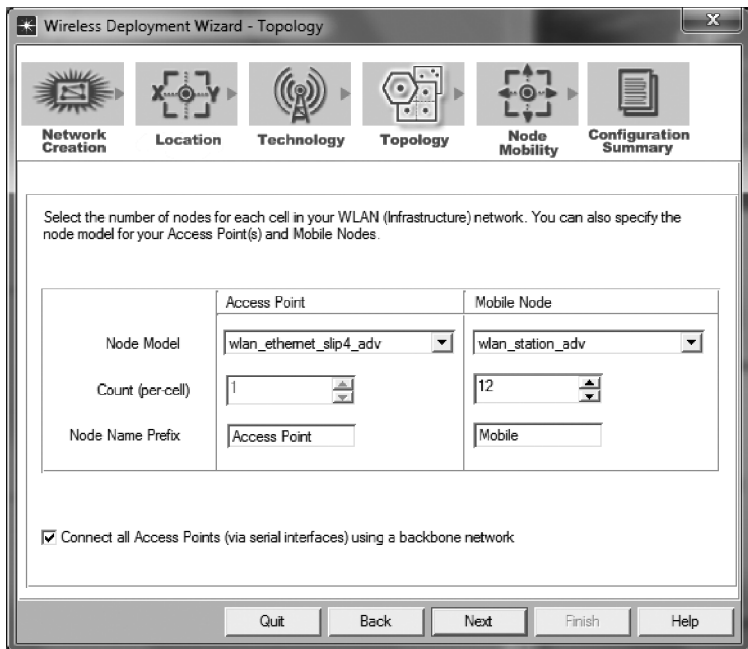 Wireless Deployment Wizard - Topology
X
X Y
Network Creation
Location
Technology
Topology
Node Mobility
Configuration Summary
Select the number of nodes for each cell in your WLAN (Infrastructure) network. You can also specify the
node model for your Access Point(s) and Mobile Nodes.
Access Point
Mobile Node
Node Model
wlan_ethernet_slip4_adv
wlan_station_adv
Count (per-cell)
1
12
Node Name Prefix
Access Point
Mobile
Connect all Access Points (via serial interfaces) using a backbone network
Quit
Back
Next
Finish
Help